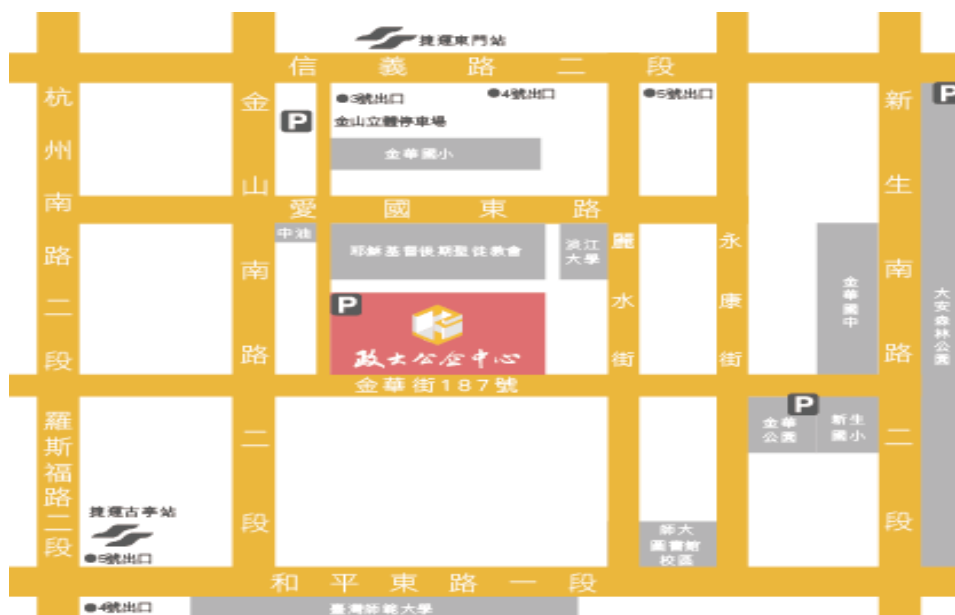 捷運東門站
信義路二段
●3號出口
●4號出口
●5號出口
P
金山立體停車場
金華國小
P
杭州南路二段
金山南路二段
新生南路二段
愛國東路
中油
耶穌基督後期聖徒教會
淡江
大學
麗水街
永康街
金華國中
大安森林公園
P
政大公企中心
金華街187號
P
金華
公園
新生
國小
羅斯福路二段
捷運古亭站
●5號出口
師大
圖書館
校區
和平東路一段
●4號出口
臺灣師範大學